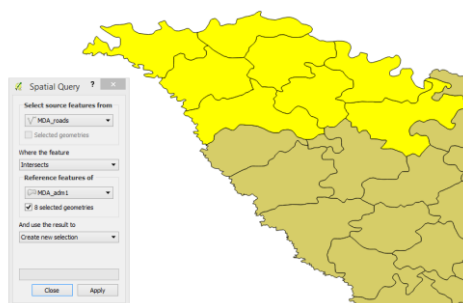 Spatial Query ? ×
Select source features from
MDA_roads
Selected geometries
Where the feature
Intersects
Reference features of
MDA_adm1
8 selected geometries
And use the result to
Create new selection
Close Apply